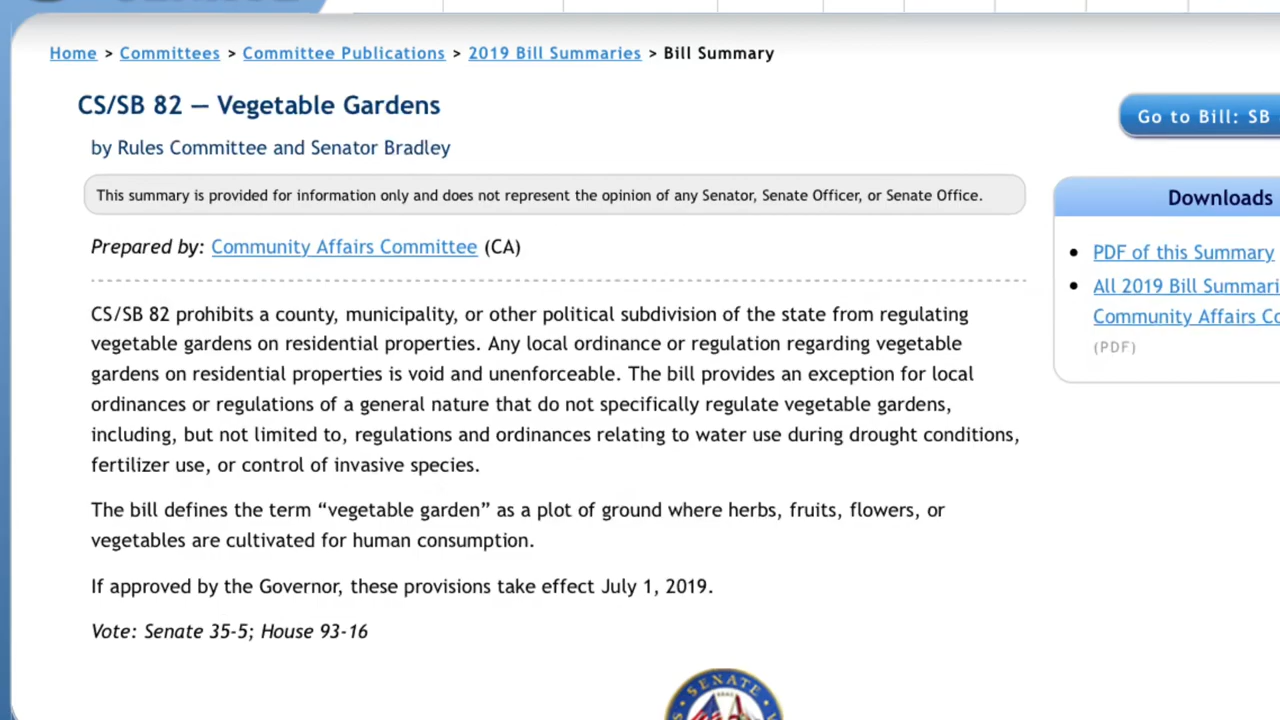 Home > Committees > Committee Publications > 2019 Bill Summaries > Bill Summary
CS/SB 82 — Vegetable Gardens
Go to Bill: SB
by Rules Committee and Senator Bradley
This summary is provided for information only and does not represent the opinion of any Senator, Senate Officer, or Senate Office.
Prepared by: Community Affairs Committee (CA)
CS/SB 82 prohibits a county, municipality, or other political subdivision of the state from regulating
vegetable gardens on residential properties. Any local ordinance or regulation regarding vegetable
gardens on residential properties is void and unenforceable. The bill provides an exception for local
ordinances or regulations of a general nature that do not specifically regulate vegetable gardens,
including, but not limited to, regulations and ordinances relating to water use during drought conditions,
fertilizer use, or control of invasive species.
The bill defines the term “vegetable garden” as a plot of ground where herbs, fruits, flowers, or
vegetables are cultivated for human consumption.
If approved by the Governor, these provisions take effect July 1, 2019.
Vote: Senate 35-5; House 93-16
Downloads
PDF of this Summary
All 2019 Bill Summari
Community Affairs Co
(PDF)
SENATE